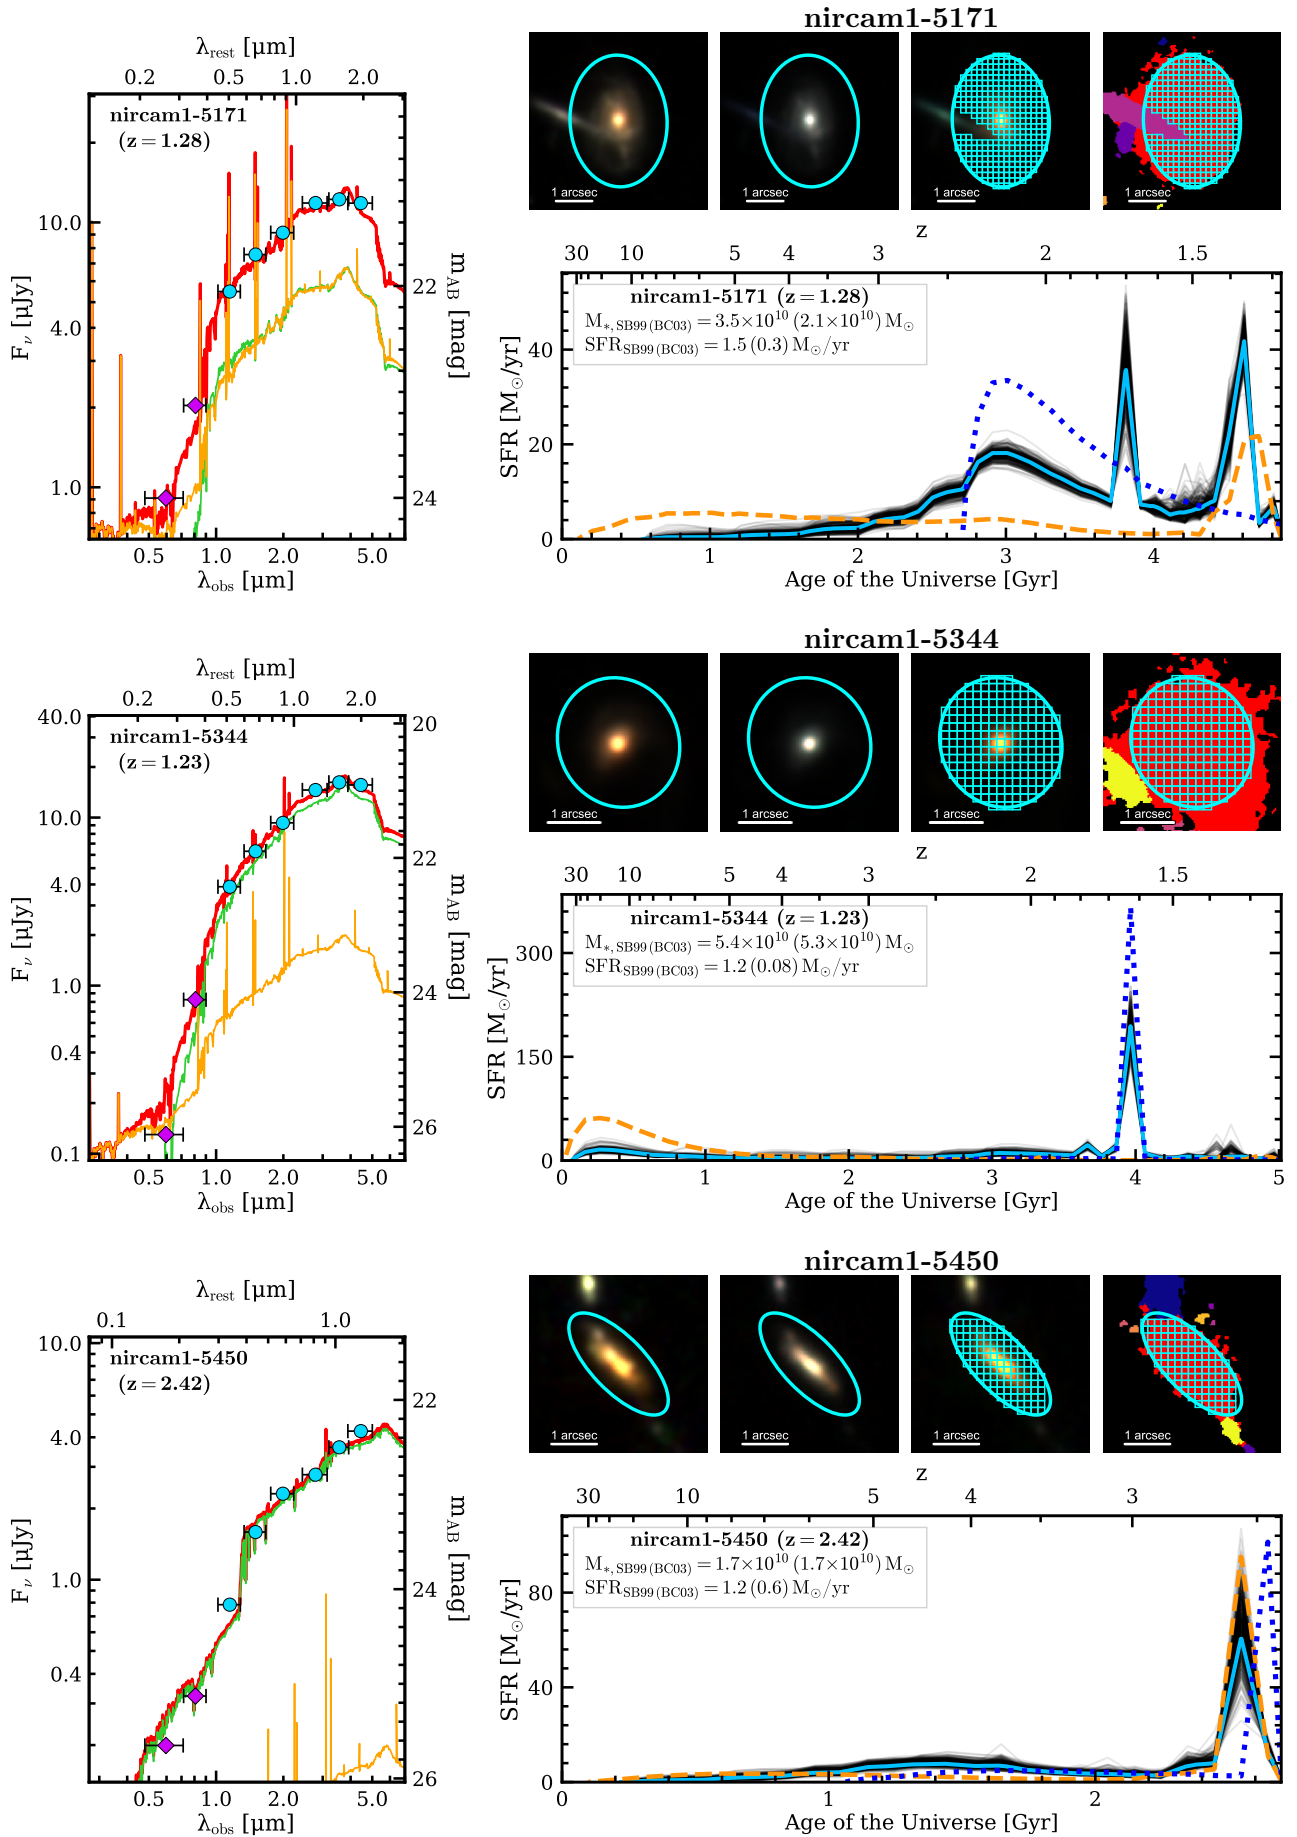 nircam1-5171
λrest [μm]
0.2 0.5 1.0 2.0
nircam1-5171
(z = 1.28)
10.0
4.0
1.0
Fν [μJy]
22
24
mAB [mag]
0.5 1.0 2.0 5.0
λobs [μm]
1 arcsec
1 arcsec
1 arcsec
1 arcsec
z
30 10 5 4 3 2 1.5
nircam1-5171 (z = 1.28)
M*, SB99 (BC03) = 3.5×10^10 (2.1×10^10) M⊙
SFRSB99 (BC03) = 1.5 (0.3) M⊙/yr
SFR [M⊙/yr]
40
20
0
0 1 2 3 4
Age of the Universe [Gyr]
nircam1-5344
λrest [μm]
0.2 0.5 1.0 2.0
nircam1-5344
(z = 1.23)
40.0
10.0
4.0
1.0
0.4
0.1
Fν [μJy]
20
22
24
26
mAB [mag]
0.5 1.0 2.0 5.0
λobs [μm]
1 arcsec
1 arcsec
1 arcsec
1 arcsec
z
30 10 5 4 3 2 1.5
nircam1-5344 (z = 1.23)
M*, SB99 (BC03) = 5.4×10^10 (5.3×10^10) M⊙
SFRSB99 (BC03) = 1.2 (0.08) M⊙/yr
SFR [M⊙/yr]
300
150
0
0 1 2 3 4 5
Age of the Universe [Gyr]
nircam1-5450
λrest [μm]
0.1 1.0
nircam1-5450
(z = 2.42)
10.0
4.0
1.0
0.4
Fν [μJy]
22
24
26
mAB [mag]
0.5 1.0 2.0 5.0
λobs [μm]
1 arcsec
1 arcsec
1 arcsec
1 arcsec
z
30 10 5 4 3
nircam1-5450 (z = 2.42)
M*, SB99 (BC03) = 1.7×10^10 (1.7×10^10) M⊙
SFRSB99 (BC03) = 1.2 (0.6) M⊙/yr
SFR [M⊙/yr]
80
40
0
0 1 2
Age of the Universe [Gyr]